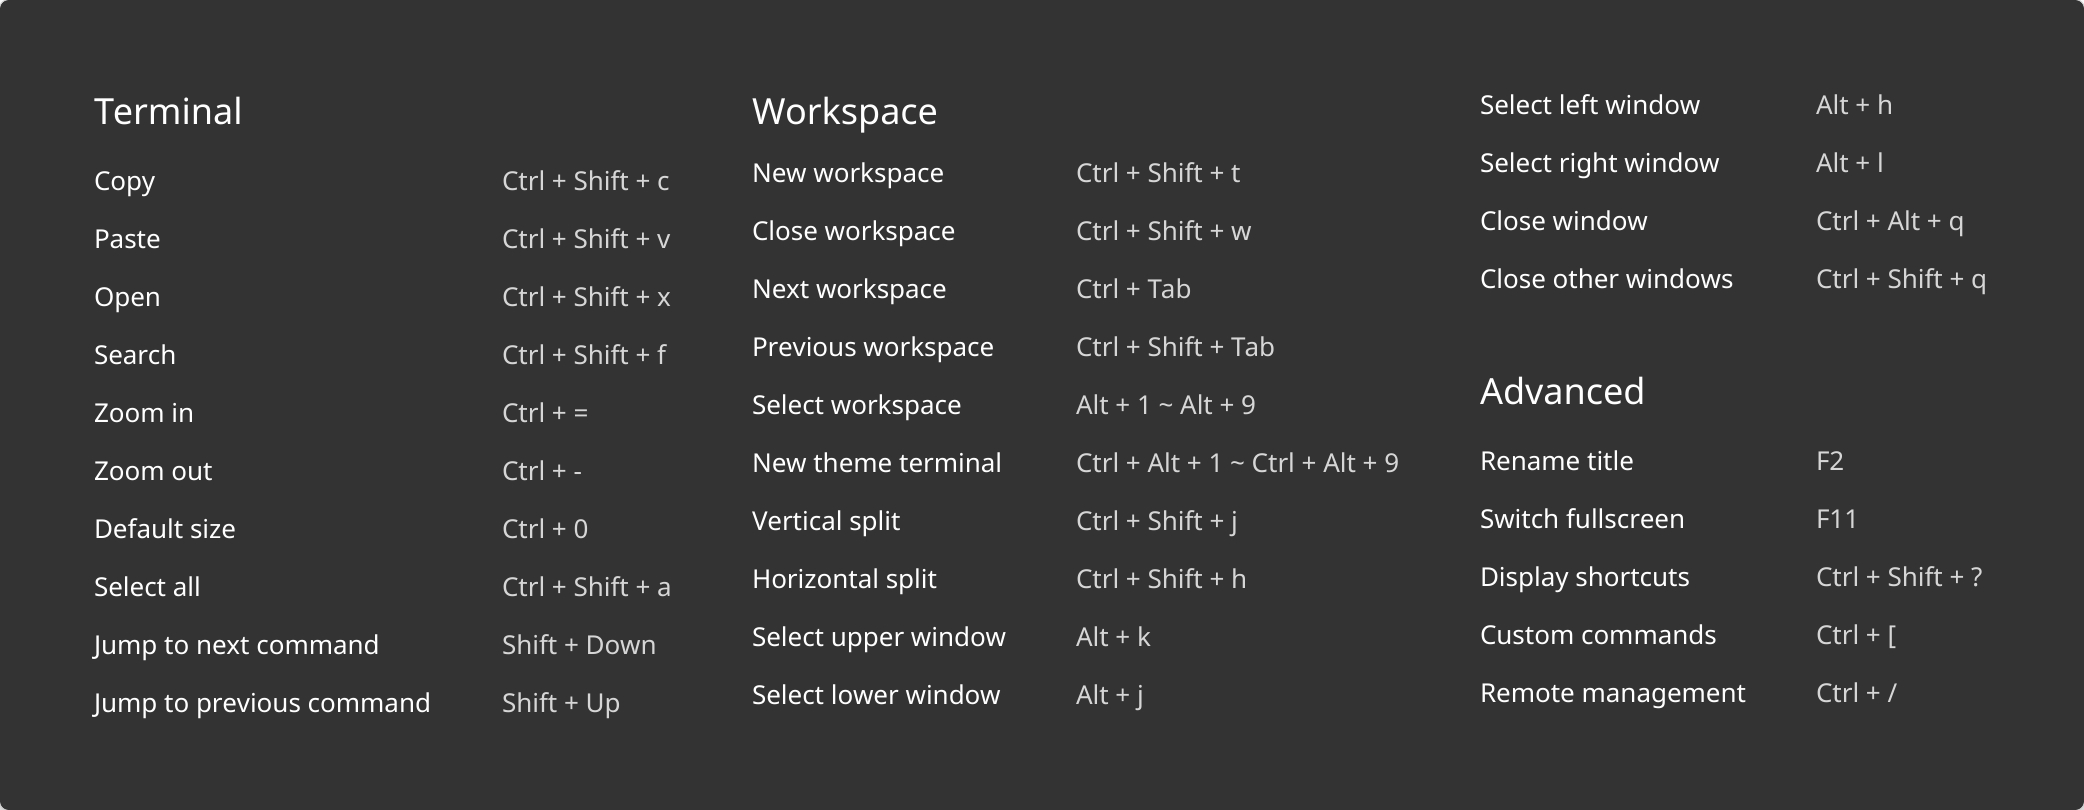 Terminal
Copy Ctrl + Shift + c
Paste Ctrl + Shift + v
Open Ctrl + Shift + x
Search Ctrl + Shift + f
Zoom in Ctrl + =
Zoom out Ctrl + -
Default size Ctrl + 0
Select all Ctrl + Shift + a
Jump to next command Shift + Down
Jump to previous command Shift + Up
Workspace
New workspace Ctrl + Shift + t
Close workspace Ctrl + Shift + w
Next workspace Ctrl + Tab
Previous workspace Ctrl + Shift + Tab
Select workspace Alt + 1 ~ Alt + 9
New theme terminal Ctrl + Alt + 1 ~ Ctrl + Alt + 9
Vertical split Ctrl + Shift + j
Horizontal split Ctrl + Shift + h
Select upper window Alt + k
Select lower window Alt + j
Select left window Alt + h
Select right window Alt + l
Close window Ctrl + Alt + q
Close other windows Ctrl + Shift + q
Advanced
Rename title F2
Switch fullscreen F11
Display shortcuts Ctrl + Shift + ?
Custom commands Ctrl + [
Remote management Ctrl + /